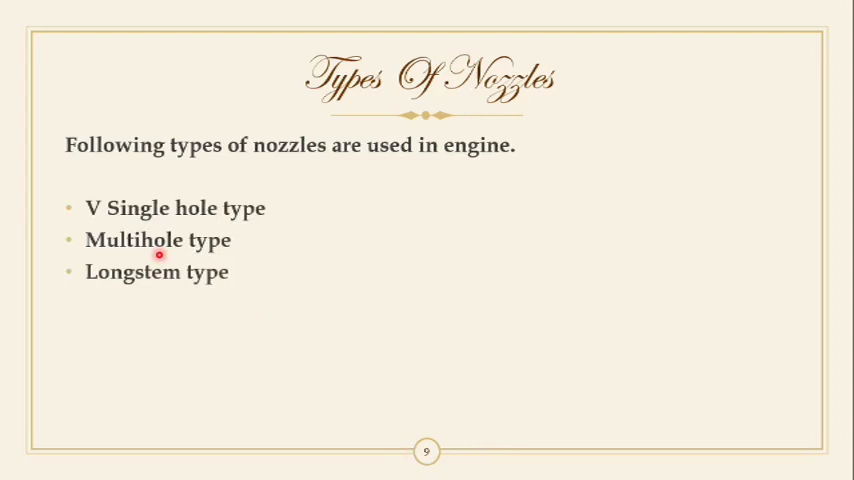 Types Of Nozzles
Following types of nozzles are used in engine.
• V Single hole type
• Multihole type
• Longstem type
9